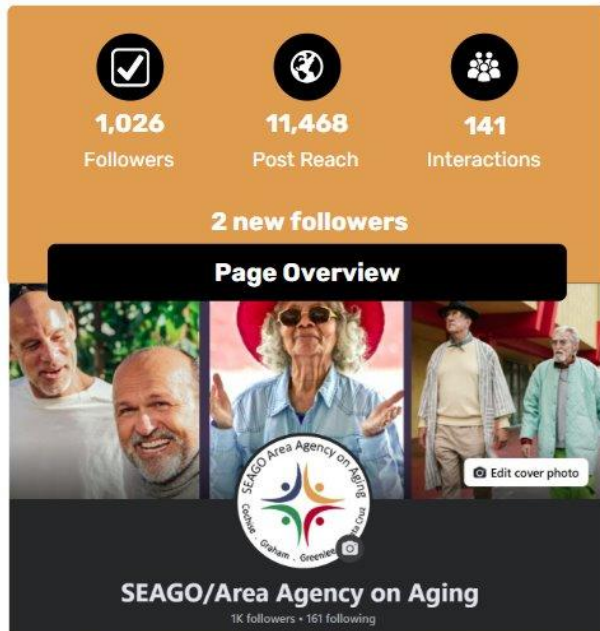 1,026
11,468
141
Followers
Post Reach
Interactions
2 new followers
Page Overview
Edit cover photo
SEAGO Area Agency on Aging
Cochise . Graham . Greenlee
ta Cruz
SEAGO/Area Agency on Aging
1K followers • 161 following